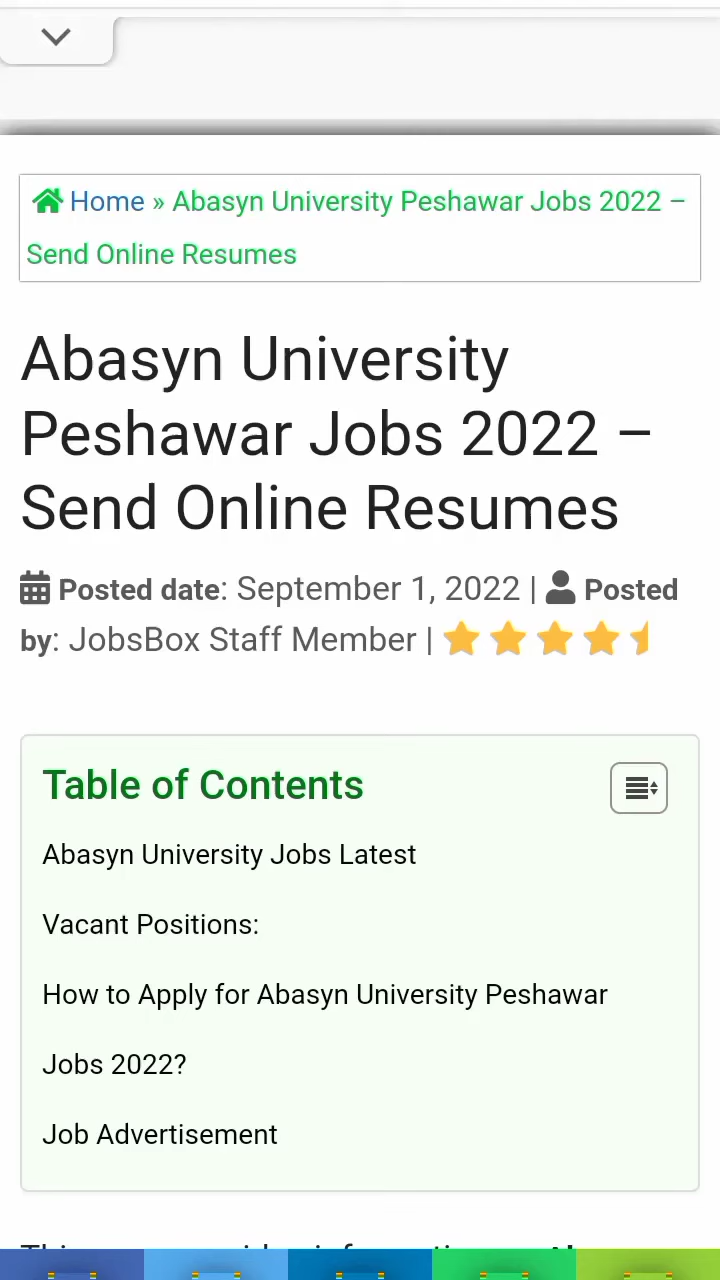 Home » Abasyn University Peshawar Jobs 2022 –
Send Online Resumes
Abasyn University
Peshawar Jobs 2022 –
Send Online Resumes
Posted date: September 1, 2022 | Posted
by: JobsBox Staff Member |
Table of Contents
Abasyn University Jobs Latest
Vacant Positions:
How to Apply for Abasyn University Peshawar
Jobs 2022?
Job Advertisement